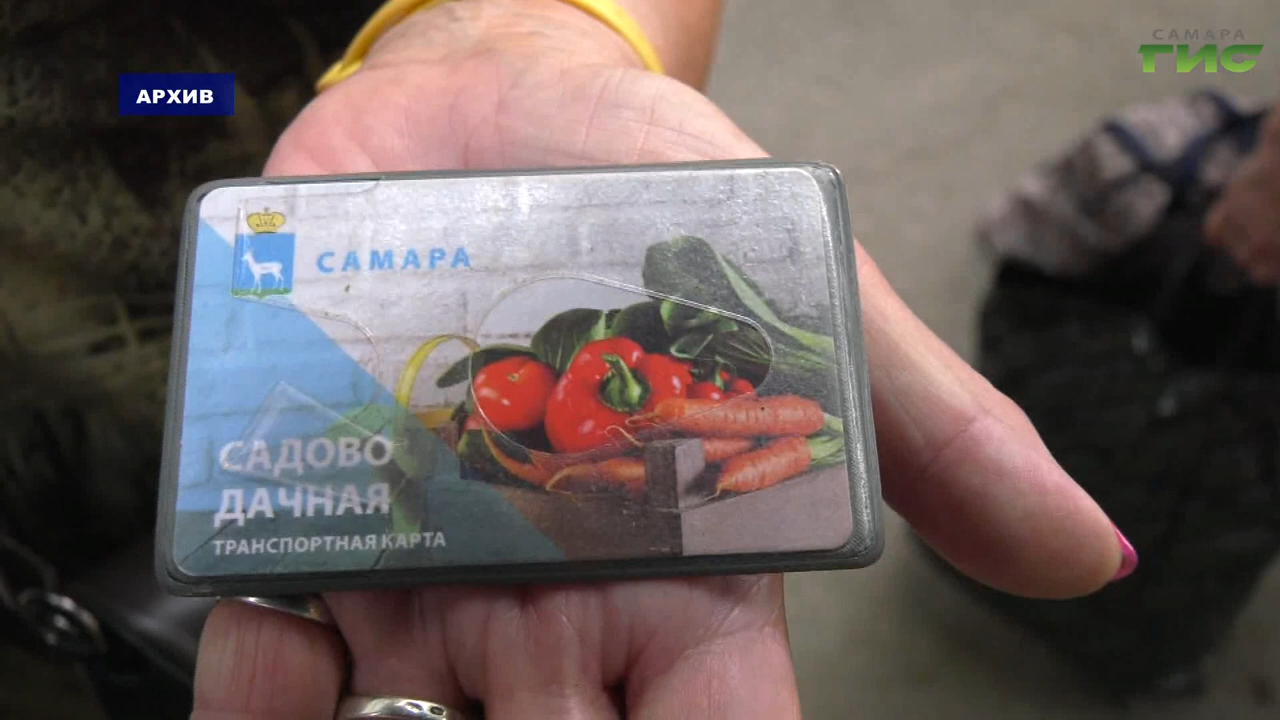 АРХИВ
САМАРА
ГИС
САМАРА
САДОВО
ДАЧНАЯ
ТРАНСПОРТНАЯ КАРТА